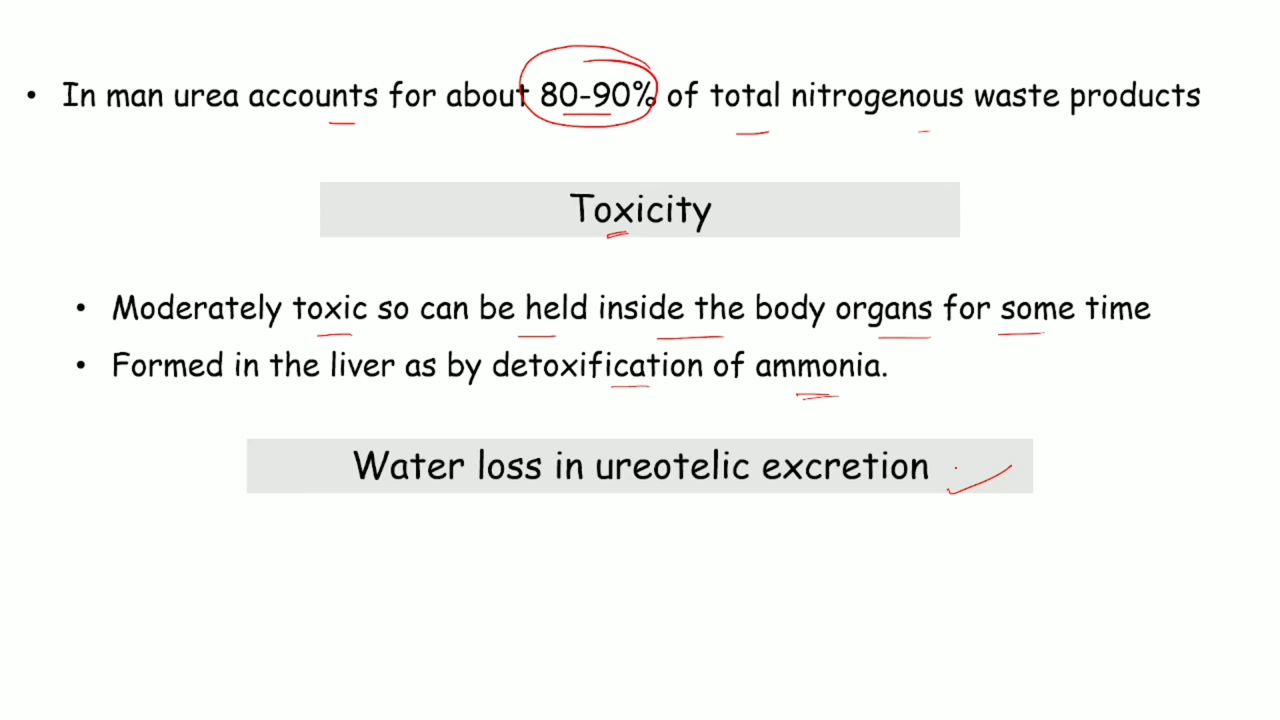 • In man urea accounts for about 80-90% of total nitrogenous waste products
Toxicity
• Moderately toxic so can be held inside the body organs for some time
• Formed in the liver as by detoxification of ammonia.
Water loss in ureotelic excretion